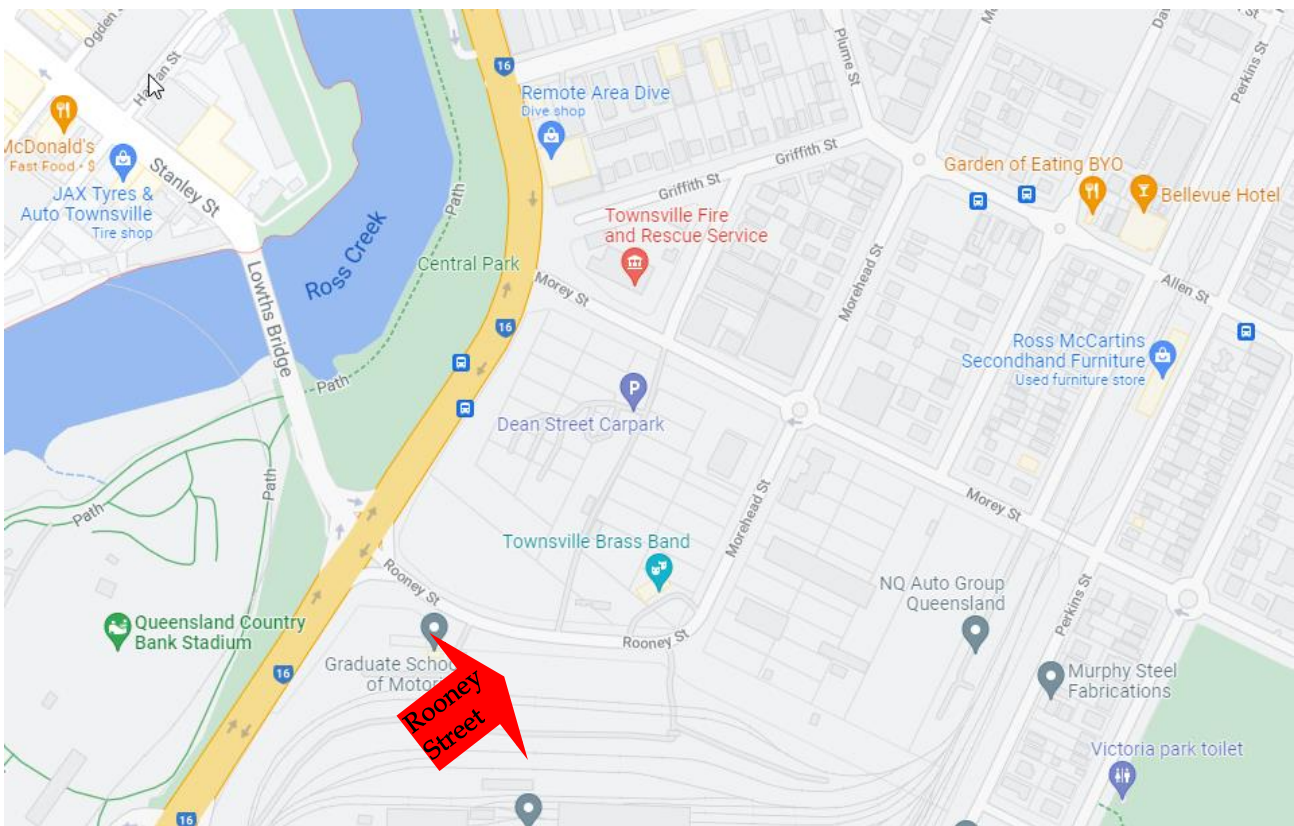 Ogden
Hanran St
Plume St
Perkins St
16
Remote Area Dive
Dive shop
McDonald's
Fast Food · $
Stanley St
JAX Tyres &
Auto Townsville
Tire shop
Path
Griffith St
Griffith St
Garden of Eating BYO
Bellevue Hotel
Townsville Fire
and Rescue Service
Ross Creek
Central Park
Lowths Bridge
Morey St
Morehead St
Allen St
16
Ross McCartins
Secondhand Furniture
Used furniture store
Path
P
Dean Street Carpark
Path
Path
Morehead St
Morey St
Townsville Brass Band
Rooney St
NQ Auto Group
Queensland
Perkins St
Queensland Country
Bank Stadium
Rooney St
Graduate Schoo
of Motori
16
Rooney
Street
Murphy Steel
Fabrications
Victoria park toilet
16